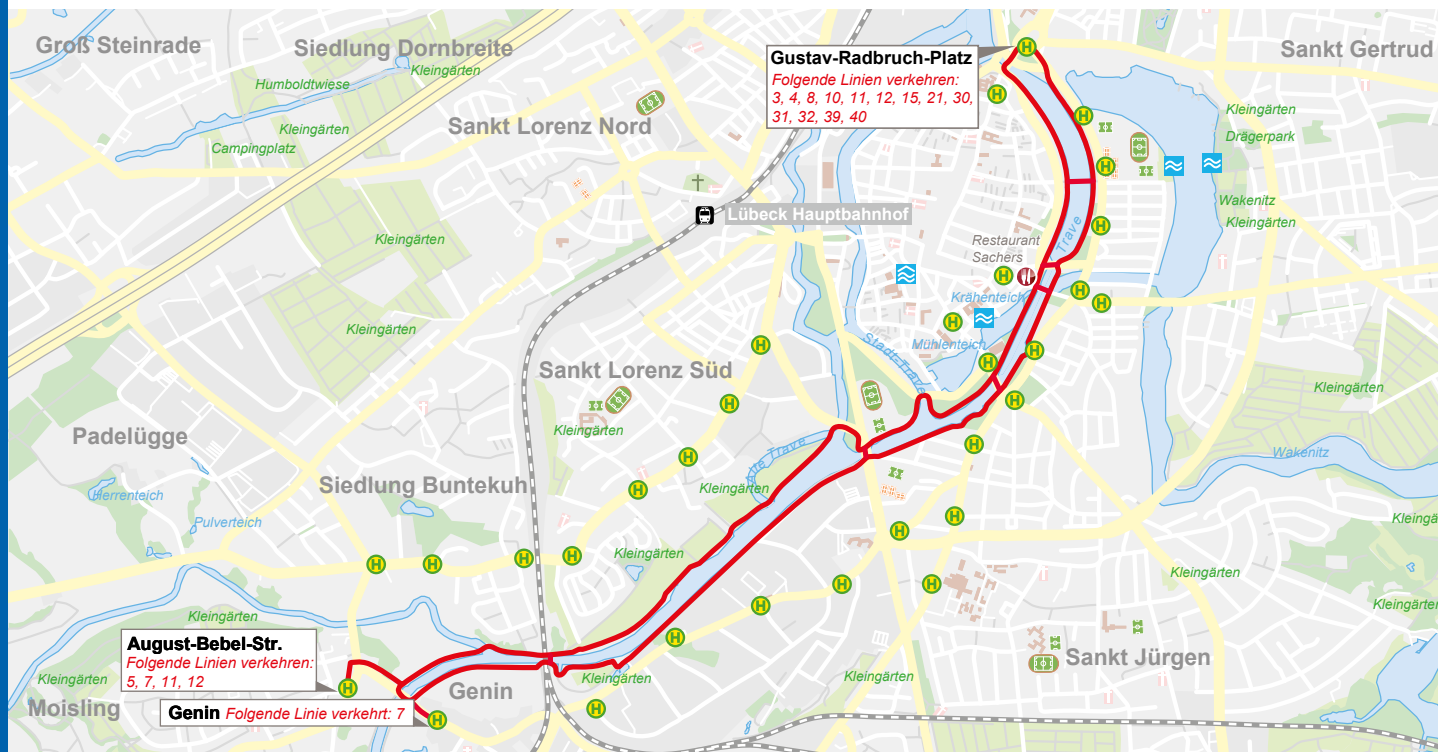 Groß Steinrade
Siedlung Dornbreite
Kleingärten
Humboldtwiese
Kleingärten
Campingplatz
Sankt Lorenz Nord
Gustav-Radbruch-Platz
Folgende Linien verkehren:
3, 4, 8, 10, 11, 12, 15, 21, 30,
31, 32, 39, 40
H
Sankt Gertrud
Kleingärten
Drägerpark
Wakenitz
Kleingärten
Lübeck Hauptbahnhof
Kleingärten
Trave
Restaurant
Sachers
Krähenteich
Mühlenteich
Stadt-Trave
Kleingärten
Sankt Lorenz Süd
Kleingärten
Kleingärten
Padelügge
Siedlung Buntekuh
Herrenteich
Pulverteich
Kleingärten
Wakenitz
Kleingä
Kleingärten
Kleingärten
Kleingärten
Kleingärten
August-Bebel-Str.
Folgende Linien verkehren:
5, 7, 11, 12
Kleingärten
Moisling
Genin
Genin Folgende Linie verkehrt: 7
Kleingärten
Kleingärten
Sankt Jürgen